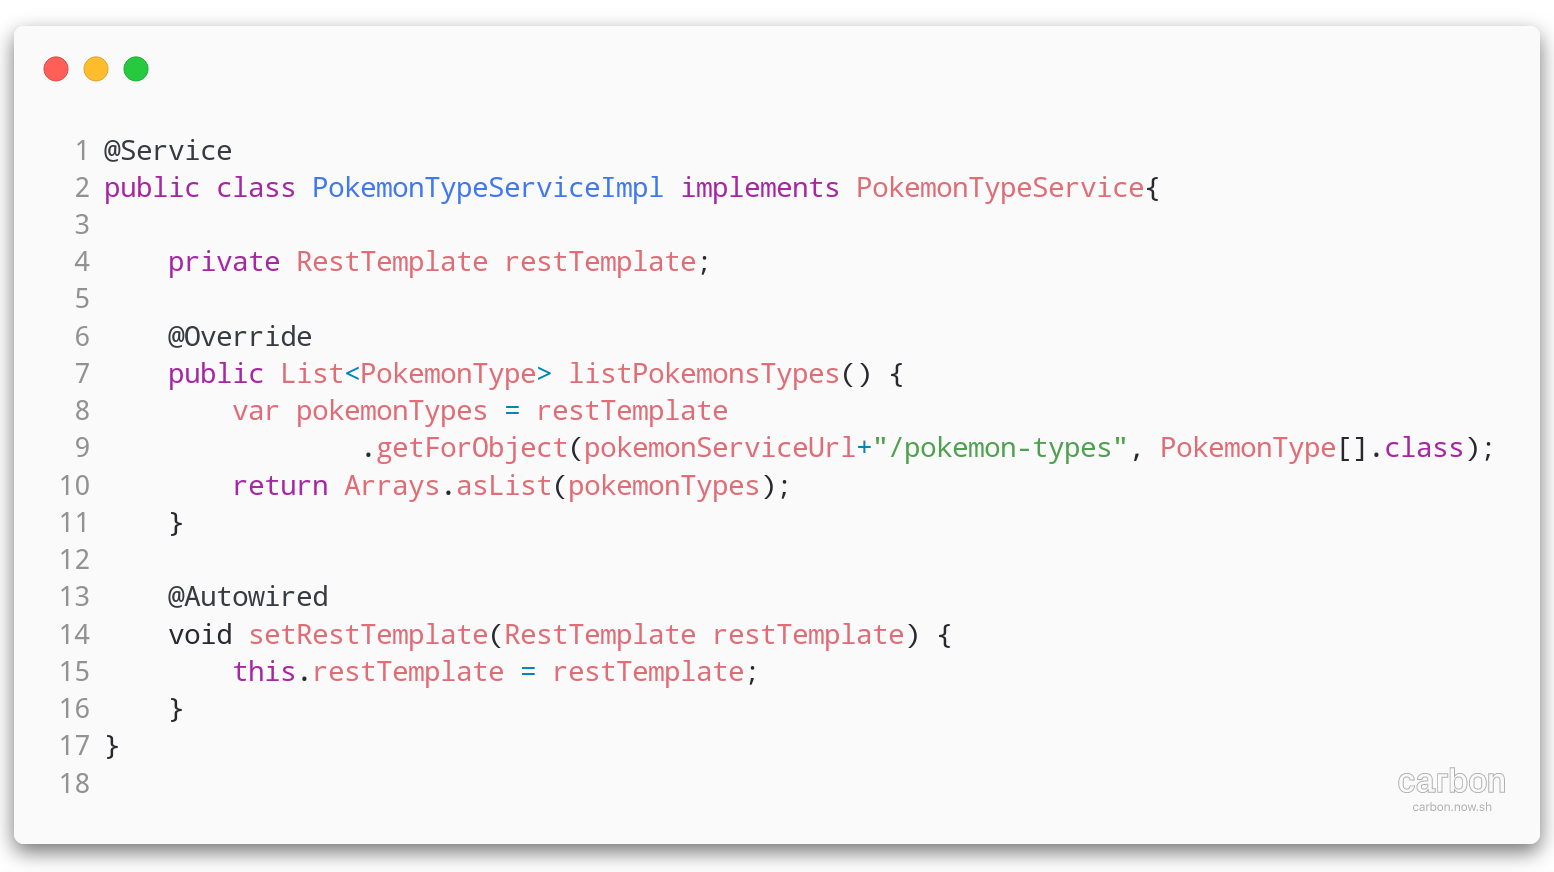 1 @Service
2 public class PokemonTypeServiceImpl implements PokemonTypeService{
3
4     private RestTemplate restTemplate;
5
6     @Override
7     public List<PokemonType> listPokemonsTypes() {
8         var pokemonTypes = restTemplate
9                 .getForObject(pokemonServiceUrl+"/pokemon-types", PokemonType[].class);
10         return Arrays.asList(pokemonTypes);
11     }
12
13     @Autowired
14     void setRestTemplate(RestTemplate restTemplate) {
15         this.restTemplate = restTemplate;
16     }
17 }
18
carbon
carbon.now.sh